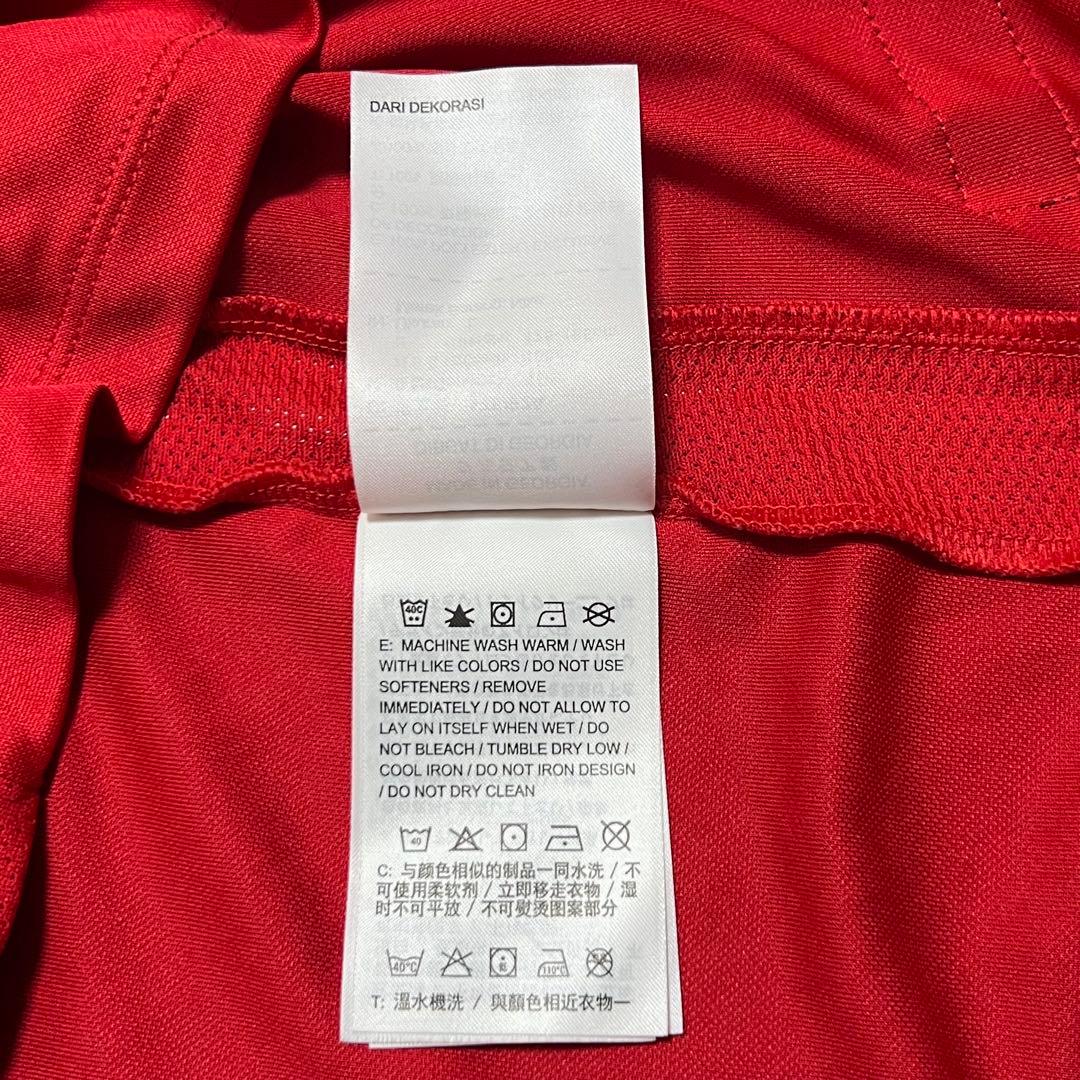 DARI DEKORASI
40C
E: MACHINE WASH WARM / WASH
WITH LIKE COLORS / DO NOT USE
SOFTENERS / REMOVE
IMMEDIATELY / DO NOT ALLOW TO
LAY ON ITSELF WHEN WET / DO
NOT BLEACH / TUMBLE DRY LOW /
COOL IRON / DO NOT IRON DESIGN
/ DO NOT DRY CLEAN
40
C: 与颜色相似的制品一同水洗 / 不
可使用柔软剂 / 立即移走衣物 / 湿
时不可平放 / 不可熨烫图案部分
40°C 110°C
T: 溫水機洗 / 與顏色相近衣物一